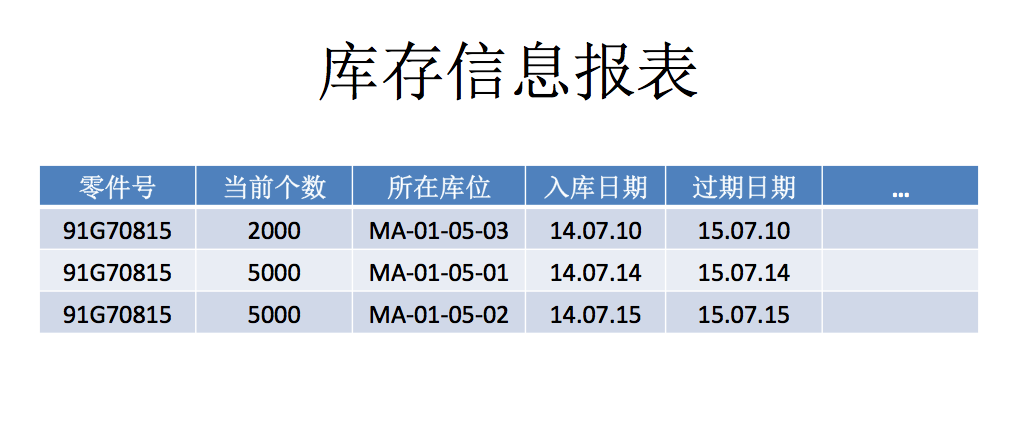 库存信息报表
零件号 当前个数 所在库位 入库日期 过期日期 ...
91G70815 2000 MA-01-05-03 14.07.10 15.07.10
91G70815 5000 MA-01-05-01 14.07.14 15.07.14
91G70815 5000 MA-01-05-02 14.07.15 15.07.15